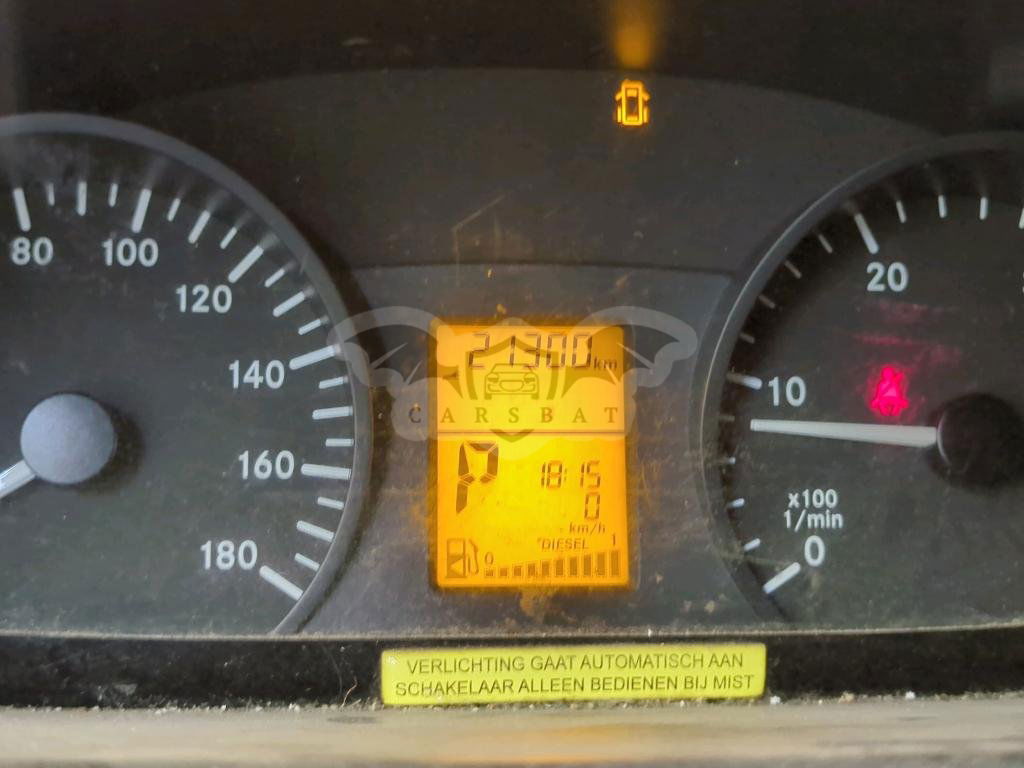 80
100
120
140
160
180
21300 km
CARSBAT
P
18:15
0
km/h
DIESEL
0 1
20
10
x100
1/min
0
VERLICHTING GAAT AUTOMATISCH AAN
SCHAKELAAR ALLEEN BEDIENEN BIJ MIST